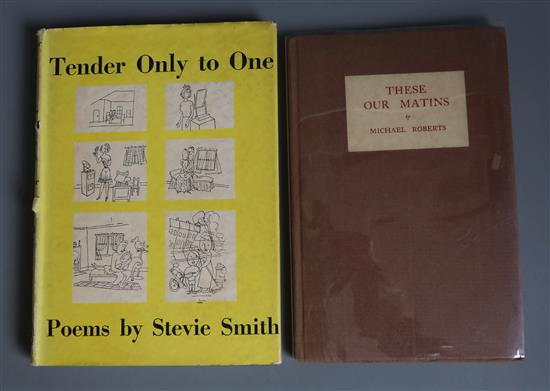 Tender Only to One
Poems by Stevie Smith
THESE
OUR MATINS
by
MICHAEL ROBERTS